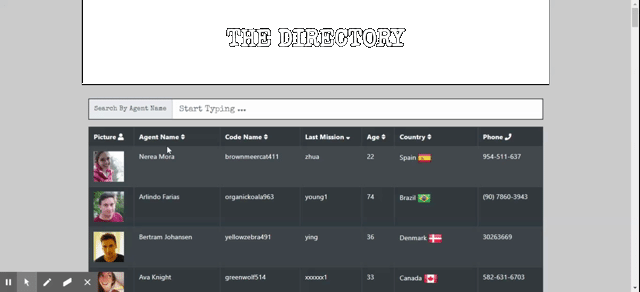 THE DIRECTORY
Search By Agent Name Start Typing ...
Picture Agent Name Code Name Last Mission Age Country Phone
Nerea Mora brownmeercat411 zhua 22 Spain 954-511-637
Arlindo Farias organickoala963 young1 74 Brazil (90) 7860-3943
Bertram Johansen yellowzebra491 ying 36 Denmark 30263669
Ava Knight greenwolf514 xxxxxx1 33 Canada 582-631-6703